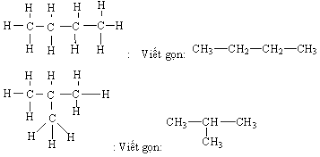 H H H H
H—C—C—C—C—H
H H H H
: Viết gọn: CH3—CH2—CH2—CH3
H H H
H—C—C—C—H
H H
C
H H H
: Viết gọn: CH3—CH—CH3
CH3